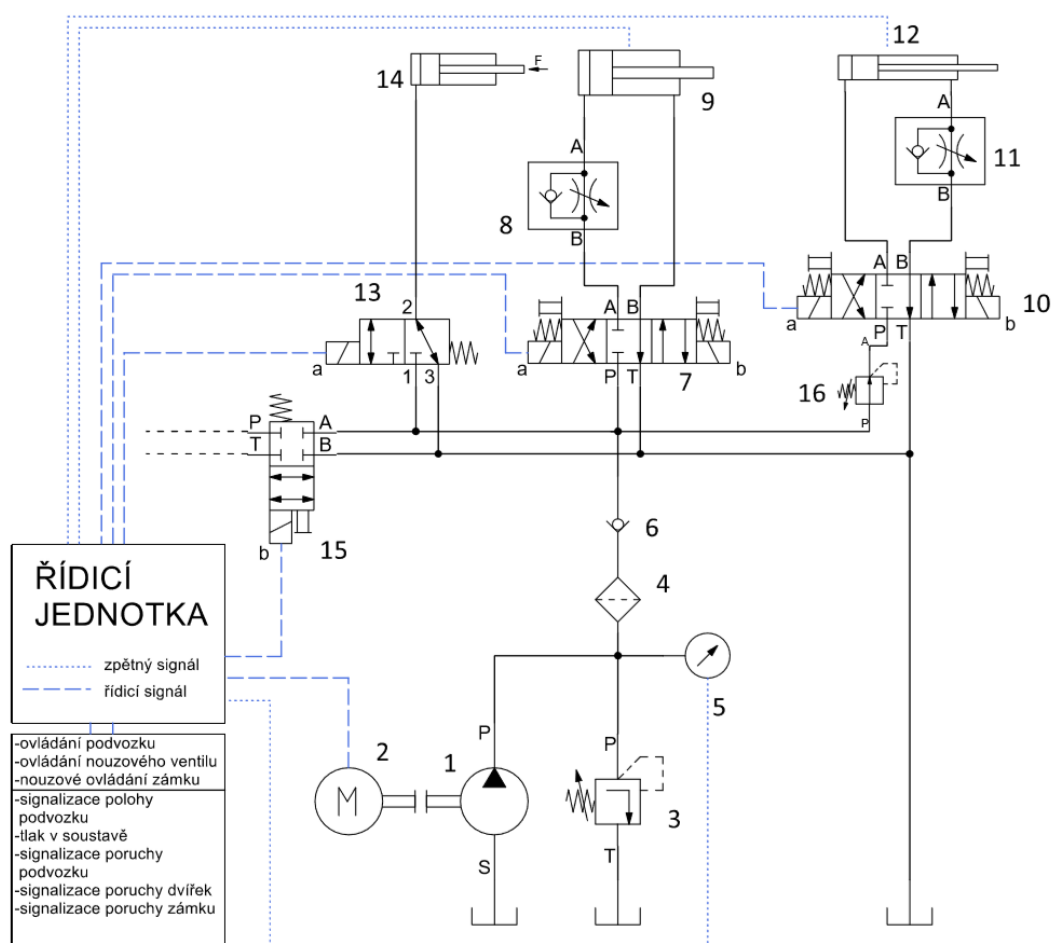 12
14
F
9
A
8
B
A
11
B
13
2
a
1
3
A
B
P
T
7
a
b
A
B
10
P
T
a
b
A
16
P
P
A
T
B
15
b
6
4
5
ŘÍDICÍ
JEDNOTKA
zpětný signál
řídicí signál
-ovládání podvozku
-ovládání nouzového ventilu
-nouzové ovládání zámku
-signalizace polohy
podvozku
-tlak v soustavě
-signalizace poruchy
podvozku
-signalizace poruchy dvířek
-signalizace poruchy zámku
2
M
1
P
S
P
3
T